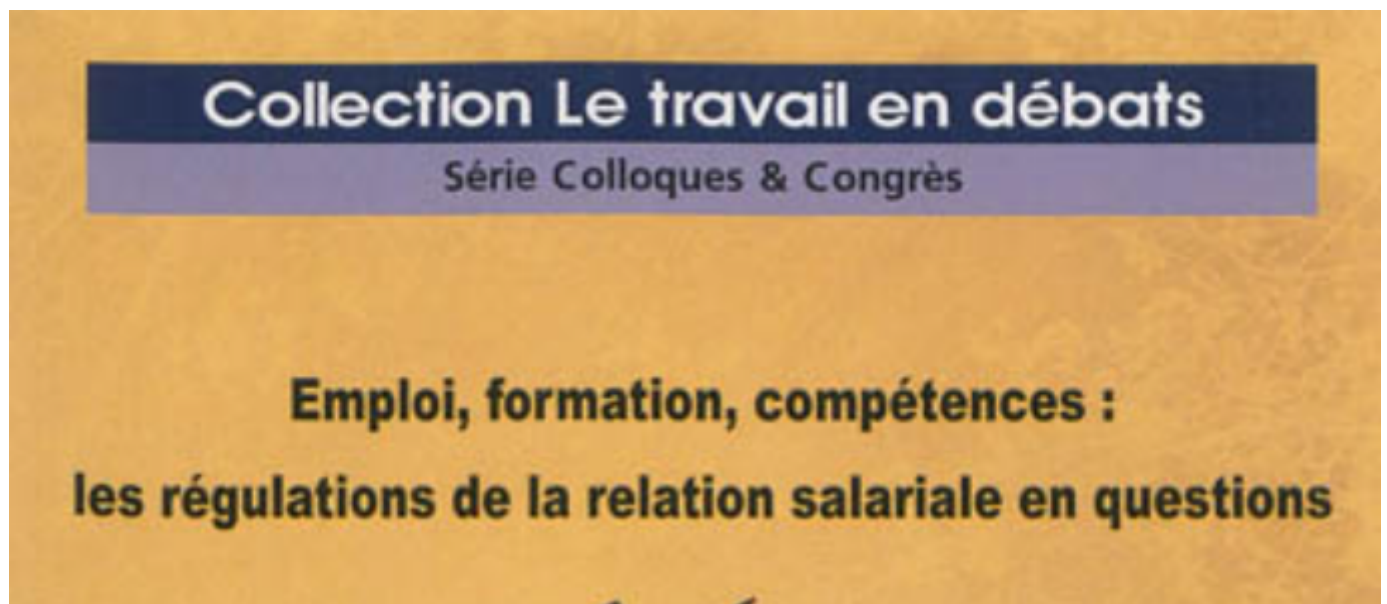 Collection Le travail en débats
Série Colloques & Congrès
Emploi, formation, compétences :
les régulations de la relation salariale en questions